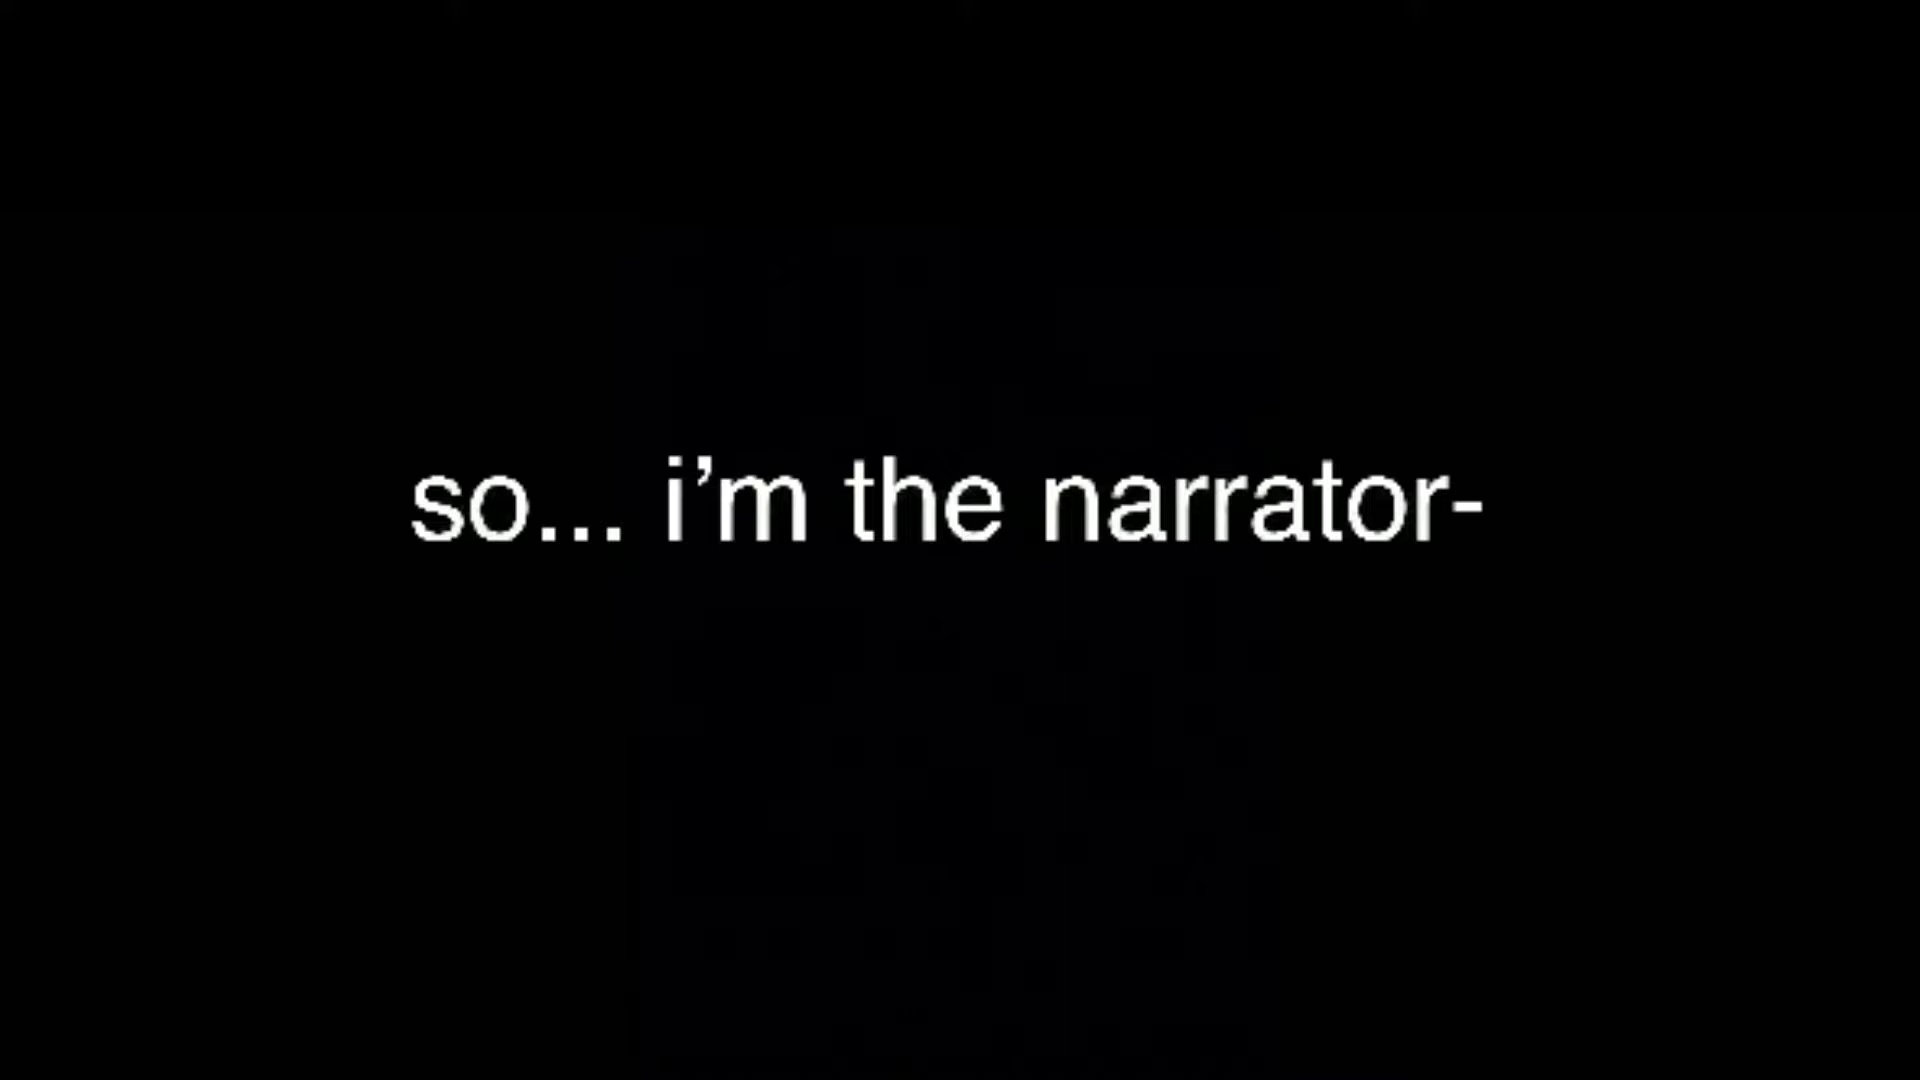 so... i’m the narrator-